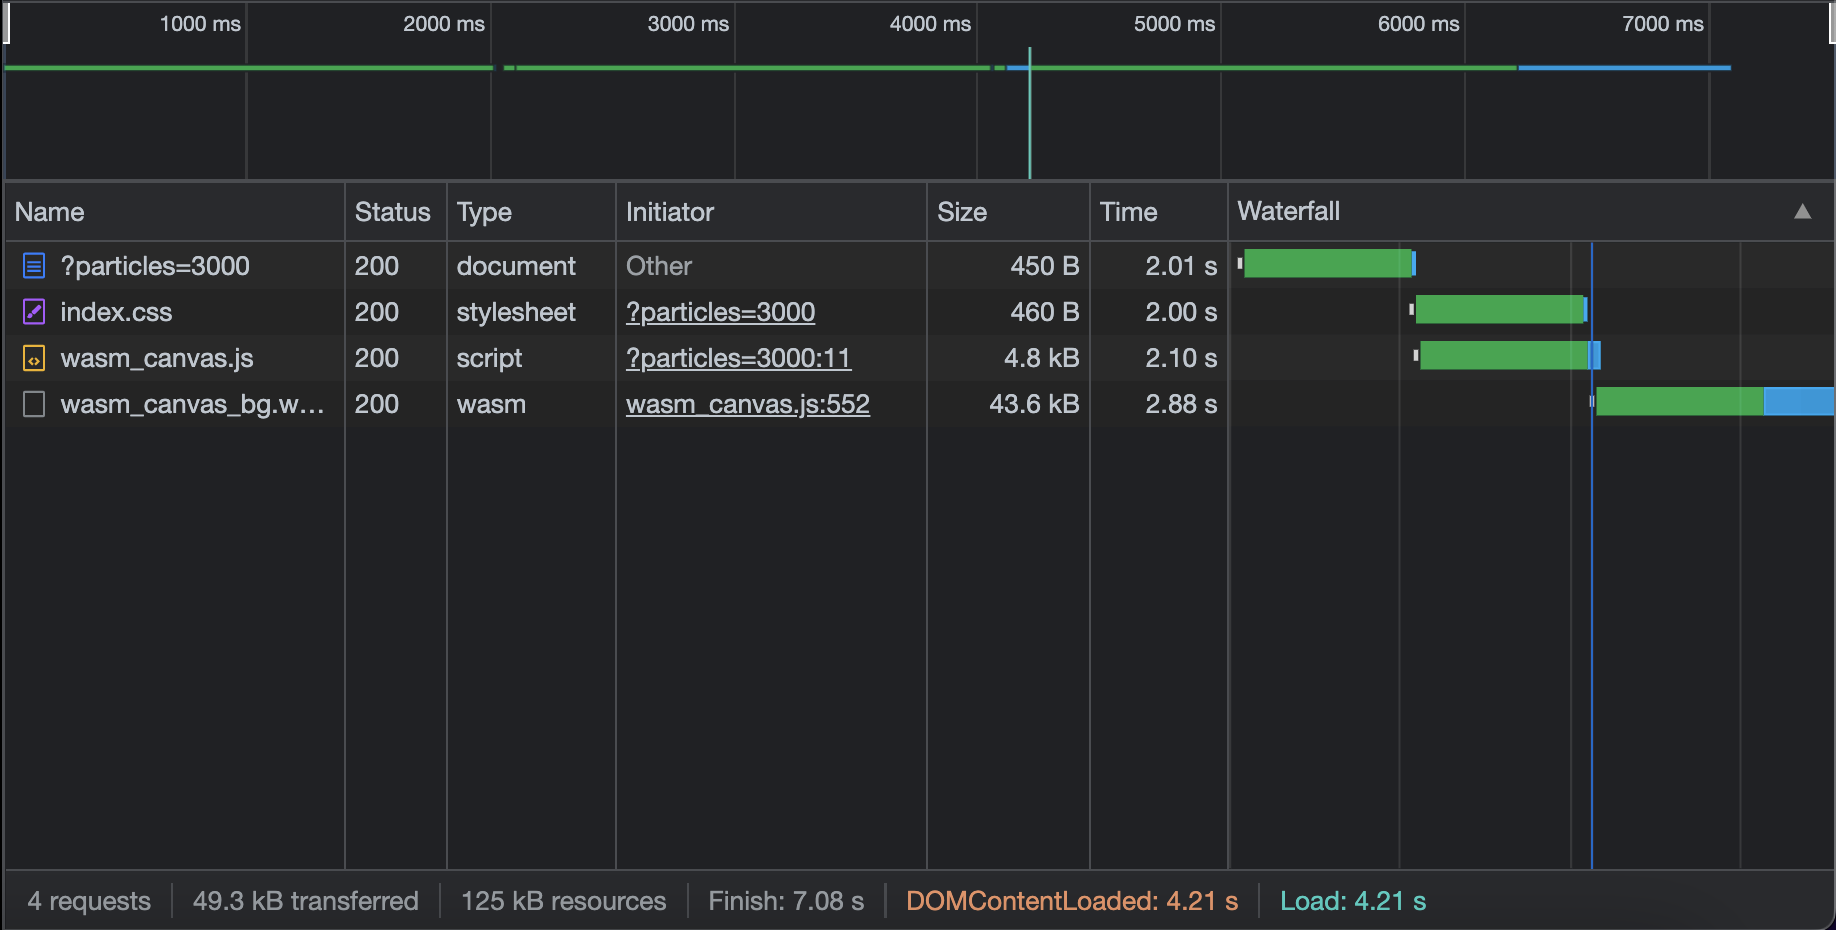 1000 ms 2000 ms 3000 ms 4000 ms 5000 ms 6000 ms 7000 ms
Name Status Type Initiator Size Time Waterfall
?particles=3000 200 document Other 450 B 2.01 s
index.css 200 stylesheet ?particles=3000 460 B 2.00 s
wasm_canvas.js 200 script ?particles=3000:11 4.8 kB 2.10 s
wasm_canvas_bg.w... 200 wasm wasm_canvas.js:552 43.6 kB 2.88 s
4 requests 49.3 kB transferred 125 kB resources Finish: 7.08 s DOMContentLoaded: 4.21 s Load: 4.21 s